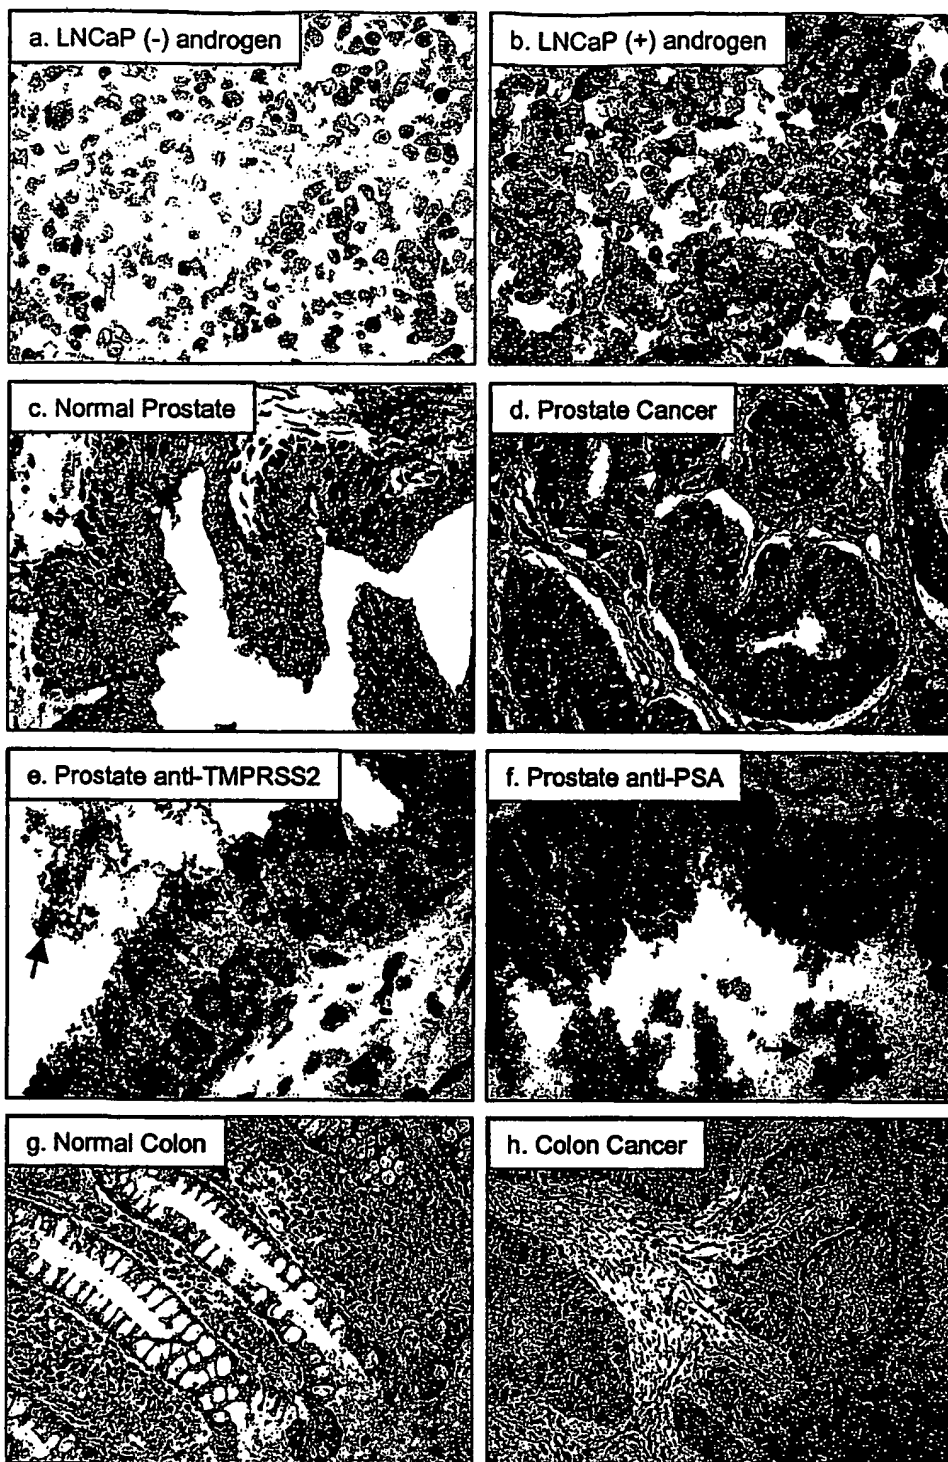 a. LNCaP (-) androgen
b. LNCaP (+) androgen
c. Normal Prostate
d. Prostate Cancer
e. Prostate anti-TMPRSS2
f. Prostate anti-PSA
g. Normal Colon
h. Colon Cancer